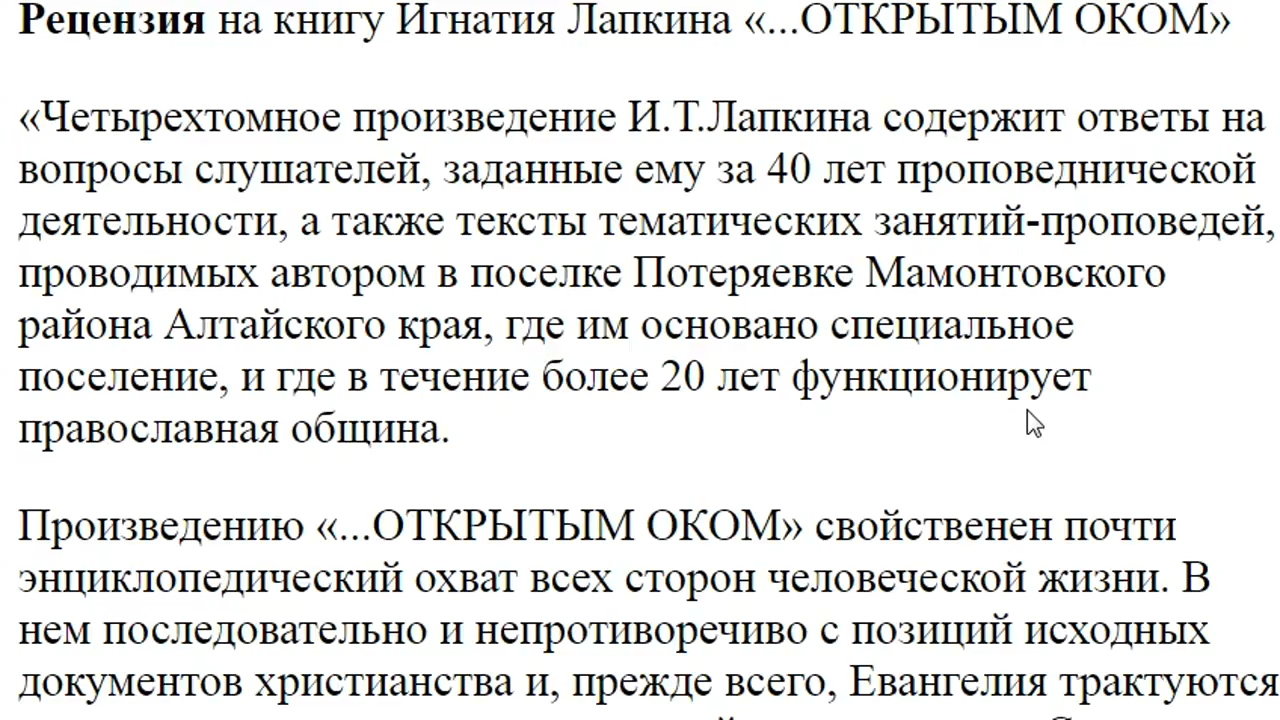 Рецензия на книгу Игнатия Лапкина «...ОТКРЫТЫМ ОКОМ»
«Четырехтомное произведение И.Т.Лапкина содержит ответы на
вопросы слушателей, заданные ему за 40 лет проповеднической
деятельности, а также тексты тематических занятий-проповедей,
проводимых автором в поселке Потеряевке Мамонтовского
района Алтайского края, где им основано специальное
поселение, и где в течение более 20 лет функционирует
православная община.
Произведению «...ОТКРЫТЫМ ОКОМ» свойственен почти
энциклопедический охват всех сторон человеческой жизни. В
нем последовательно и непротиворечиво с позиций исходных
документов христианства и, прежде всего, Евангелия трактуются